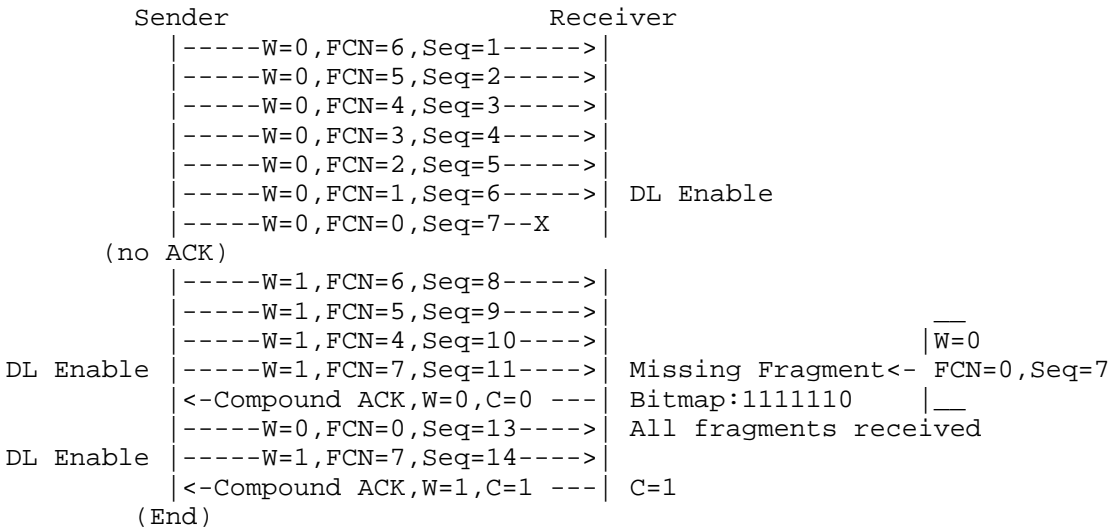 Sender                    Receiver
|-----W=0,FCN=6,Seq=1----->|
|-----W=0,FCN=5,Seq=2----->|
|-----W=0,FCN=4,Seq=3----->|
|-----W=0,FCN=3,Seq=4----->|
|-----W=0,FCN=2,Seq=5----->|
|-----W=0,FCN=1,Seq=6----->| DL Enable
|-----W=0,FCN=0,Seq=7--X   |
(no ACK)
|-----W=1,FCN=6,Seq=8----->|
|-----W=1,FCN=5,Seq=9----->|                    __
|-----W=1,FCN=4,Seq=10---->|                   |W=0
DL Enable |-----W=1,FCN=7,Seq=11---->| Missing Fragment<- FCN=0,Seq=7
|<-Compound ACK,W=0,C=0 ---| Bitmap:1111110    |__
|-----W=0,FCN=0,Seq=13---->| All fragments received
DL Enable |-----W=1,FCN=7,Seq=14---->|
|<-Compound ACK,W=1,C=1 ---| C=1
(End)